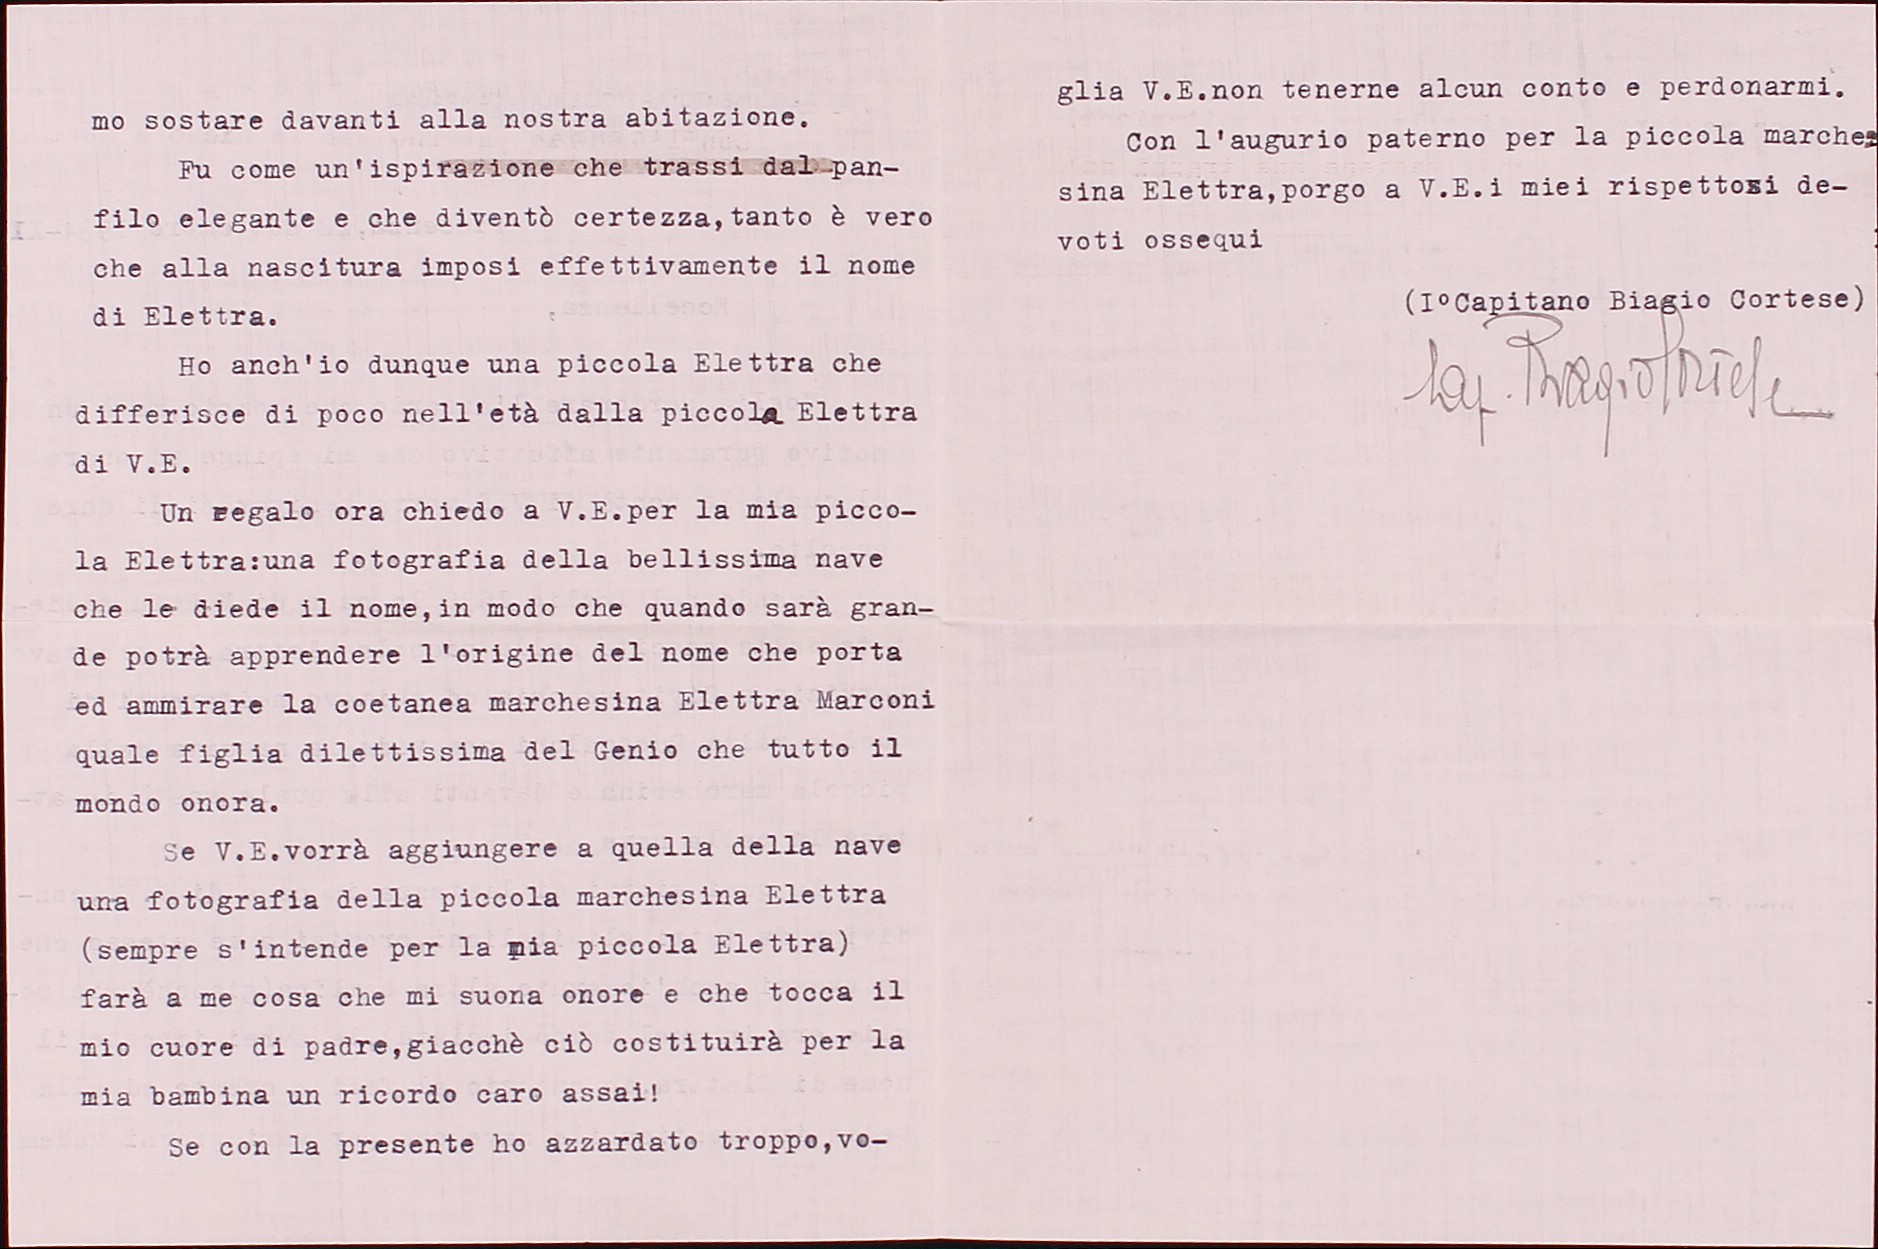 mo sostare davanti alla nostra abitazione.
Fu come un'ispirazione che trassi dal pan-
filo elegante e che diventò certezza,tanto è vero
che alla nascitura imposi effettivamente il nome
di Elettra.
Ho anch'io dunque una piccola Elettra che
differisce di poco nell'età dalla piccola Elettra
di V.E.
Un regalo ora chiedo a V.E.per la mia picco-
la Elettra:una fotografia della bellissima nave
che le diede il nome,in modo che quando sarà gran-
de potrà apprendere l'origine del nome che porta
ed ammirare la coetanea marchesina Elettra Marconi
quale figlia dilettissima del Genio che tutto il
mondo onora.
Se V.E.vorrà aggiungere a quella della nave
una fotografia della piccola marchesina Elettra
(sempre s'intende per la mia piccola Elettra)
farà a me cosa che mi suona onore e che tocca il
mio cuore di padre,giacchè ciò costituirà per la
mia bambina un ricordo caro assai!
Se con la presente ho azzardato troppo,vo-
glia V.E.non tenerne alcun conto e perdonarmi.
Con l'augurio paterno per la piccola marche-
sina Elettra,porgo a V.E.i miei rispettosi de-
voti ossequi
(I°Capitano Biagio Cortese)
Cap. Biagio Cortese